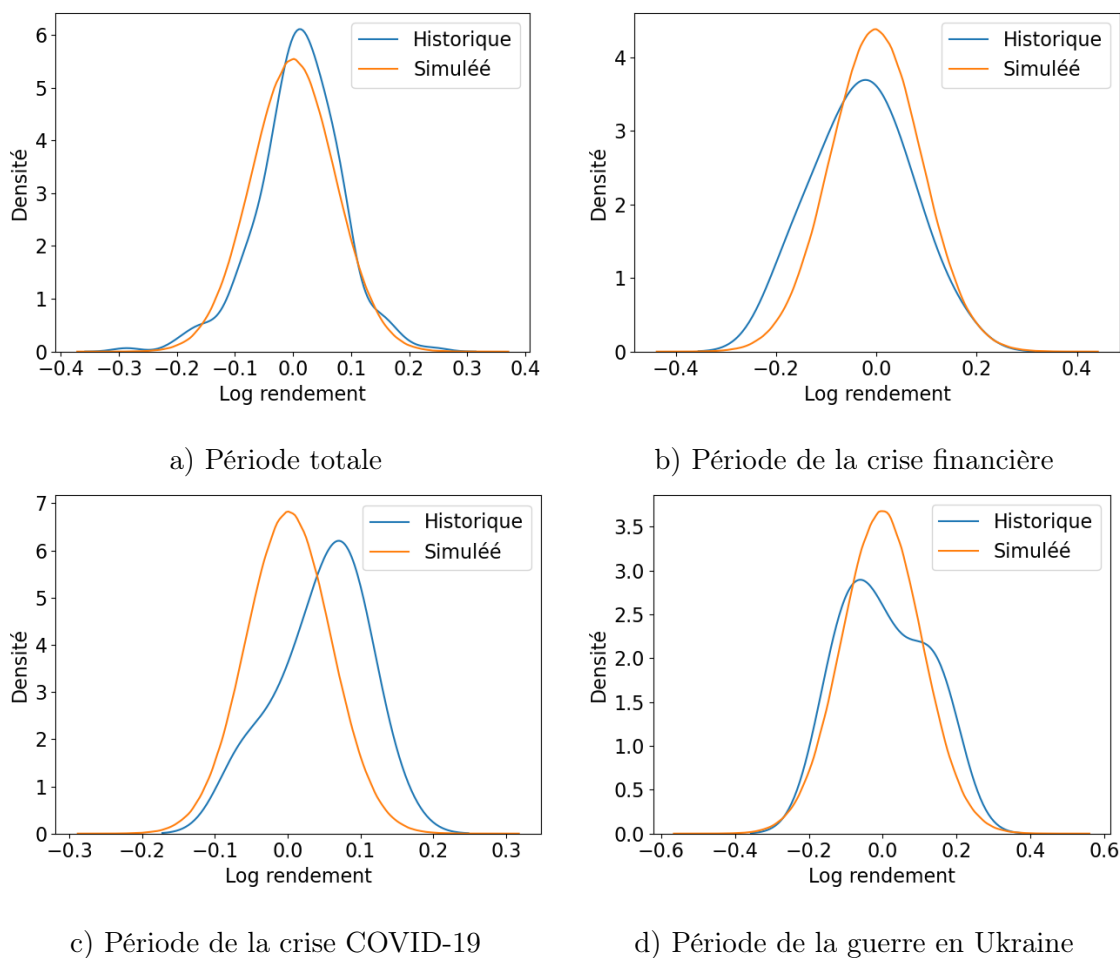 Historique
Simuléé
6
5
4
3
2
1
0
Densité
−0.4 −0.3 −0.2 −0.1 0.0 0.1 0.2 0.3 0.4
Log rendement
a) Période totale
Historique
Simuléé
4
3
2
1
0
Densité
−0.4 −0.2 0.0 0.2 0.4
Log rendement
b) Période de la crise financière
Historique
Simuléé
7
6
5
4
3
2
1
0
Densité
−0.3 −0.2 −0.1 0.0 0.1 0.2 0.3
Log rendement
c) Période de la crise COVID-19
Historique
Simuléé
3.5
3.0
2.5
2.0
1.5
1.0
0.5
0.0
Densité
−0.6 −0.4 −0.2 0.0 0.2 0.4 0.6
Log rendement
d) Période de la guerre en Ukraine